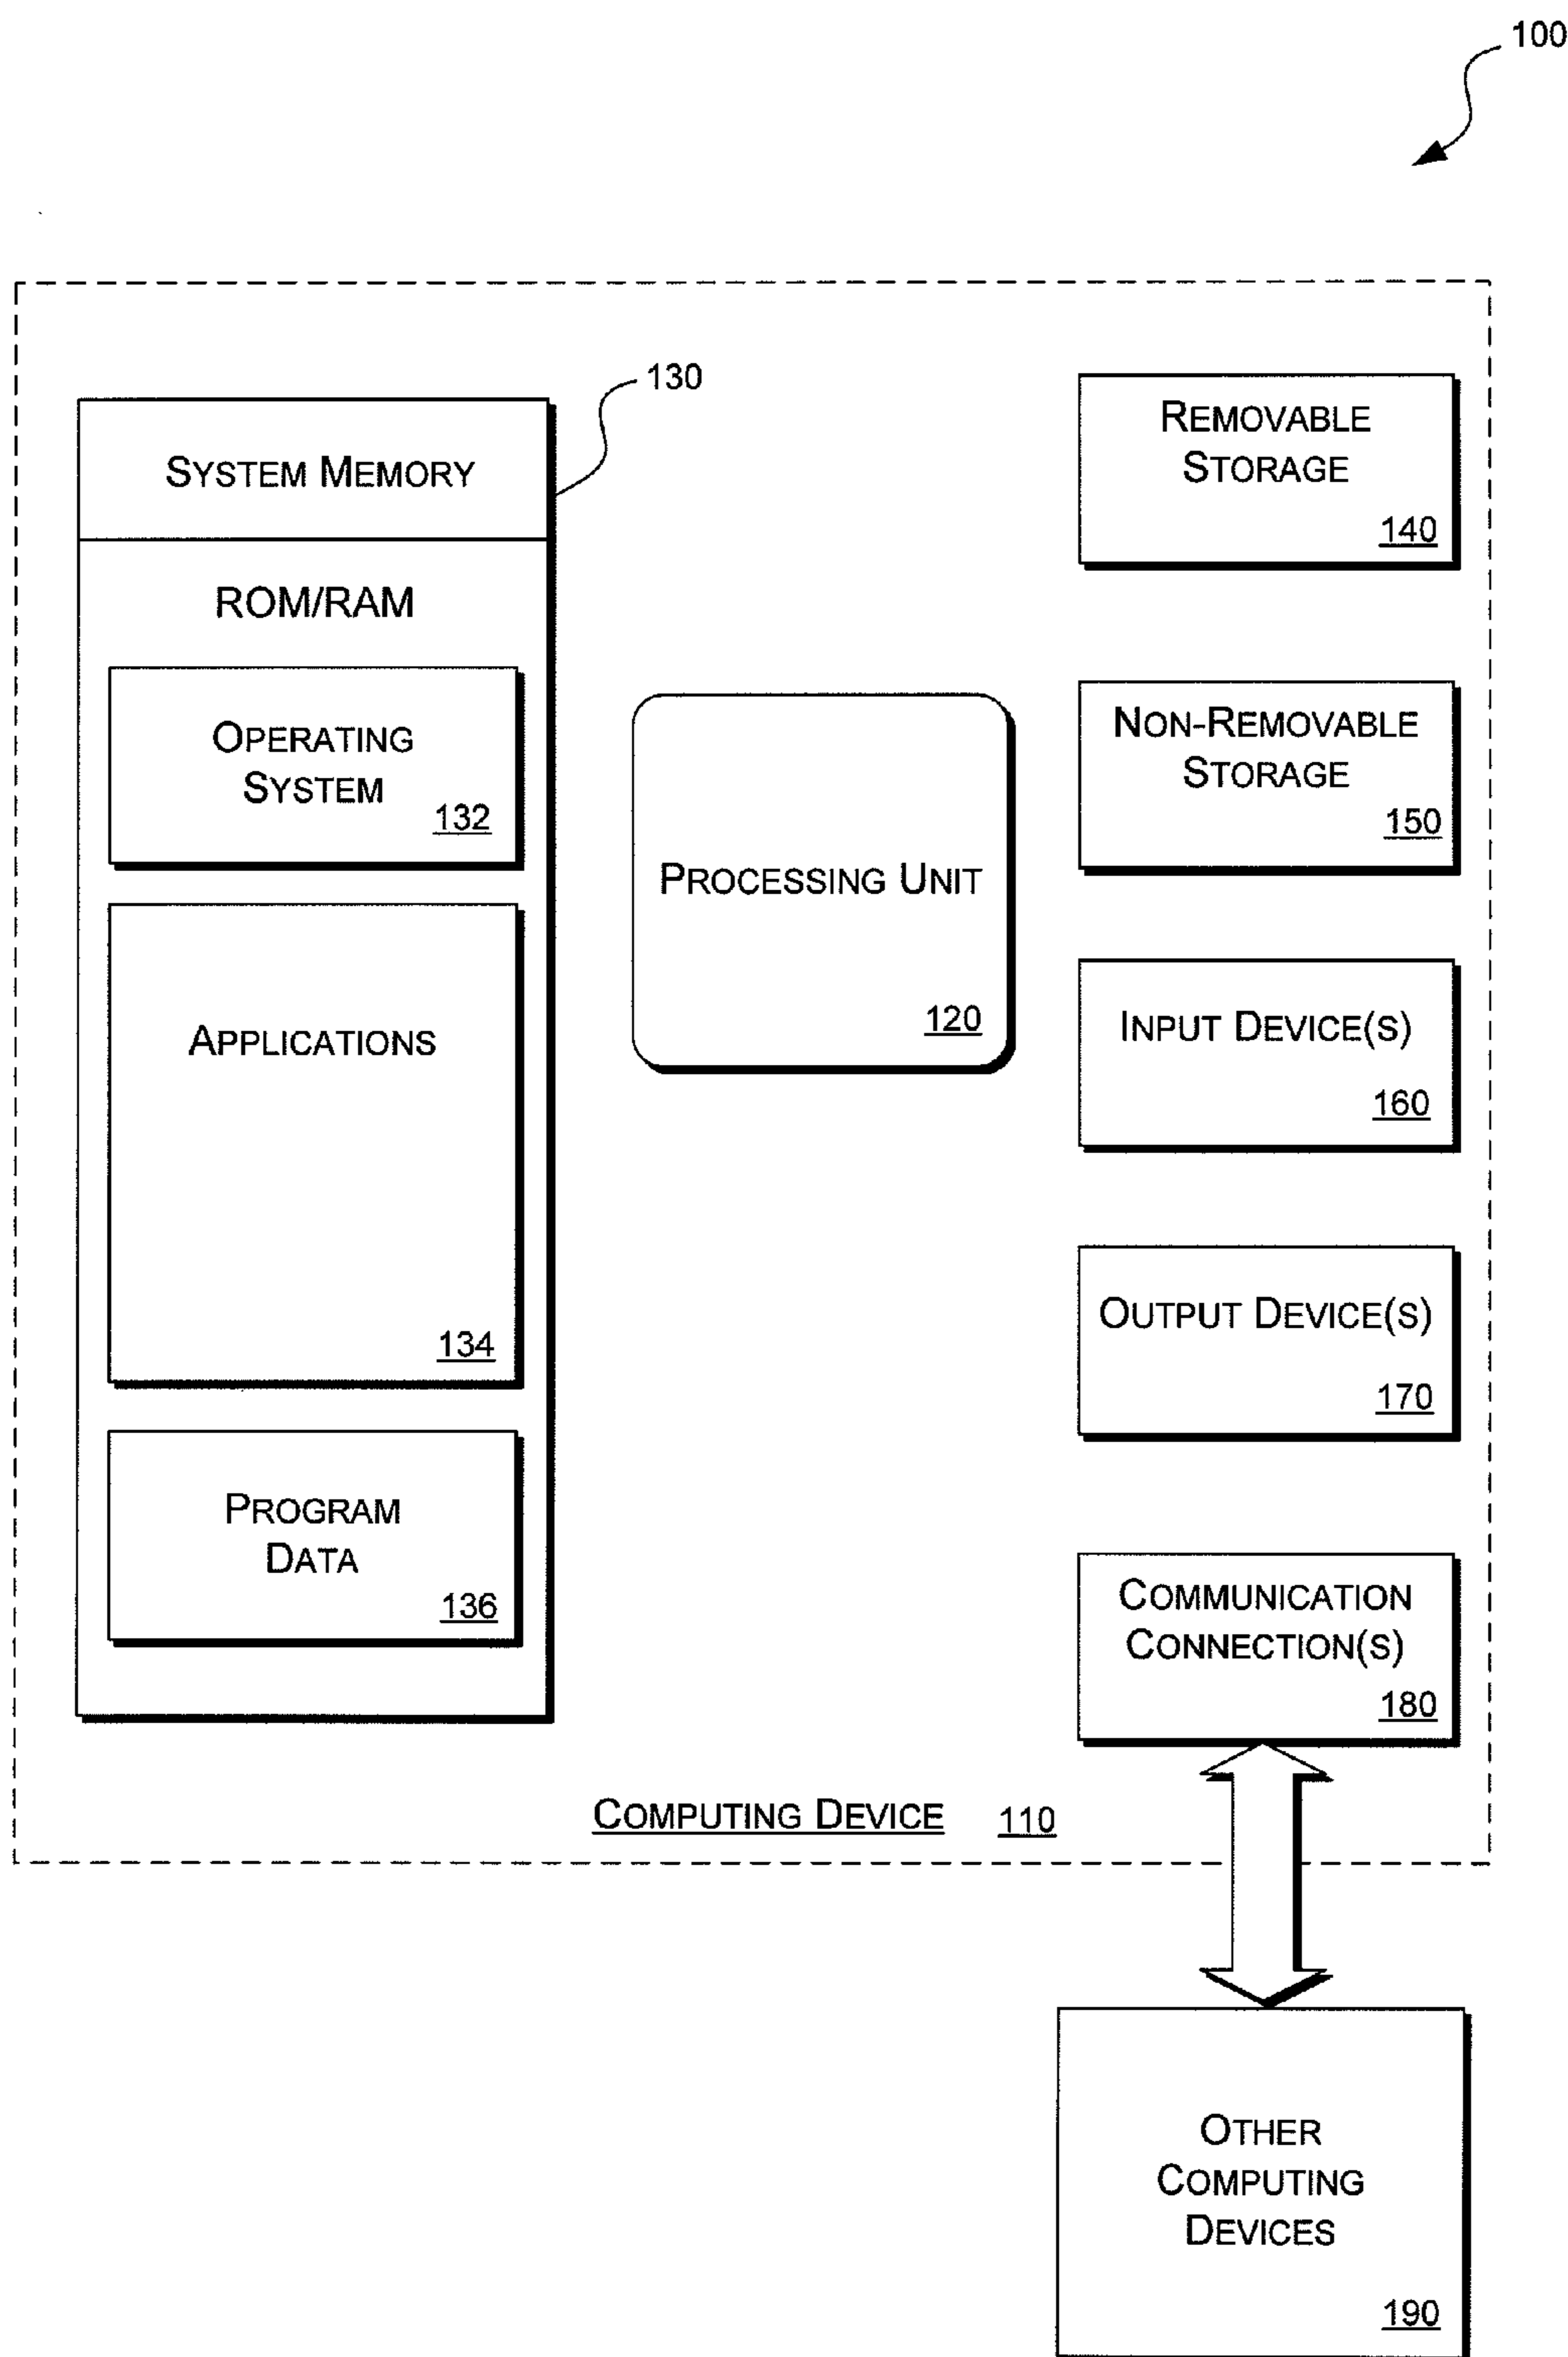 100
130
SYSTEM MEMORY
ROM/RAM
OPERATING
SYSTEM
132
APPLICATIONS
134
PROGRAM
DATA
136
PROCESSING UNIT
120
REMOVABLE
STORAGE
140
NON-REMOVABLE
STORAGE
150
INPUT DEVICE(S)
160
OUTPUT DEVICE(S)
170
COMMUNICATION
CONNECTION(S)
180
COMPUTING DEVICE 110
OTHER
COMPUTING
DEVICES
190